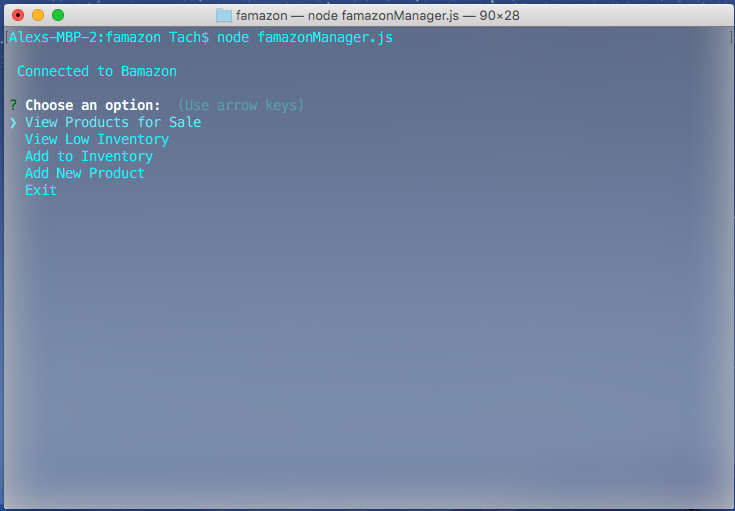 famazon — node famazonManager.js — 90×28
[Alexs-MBP-2:famazon Tach$ node famazonManager.js ]
Connected to Bamazon
? Choose an option: (Use arrow keys)
❯ View Products for Sale
View Low Inventory
Add to Inventory
Add New Product
Exit